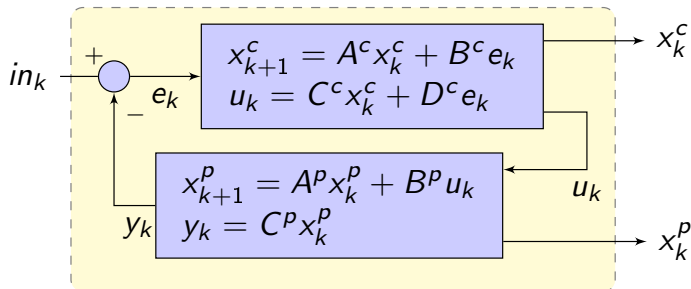 x^c_{k+1} = A^c x^c_k + B^c e_k
u_k = C^c x^c_k + D^c e_k
x^c_k
in_k
+
−
e_k
x^p_{k+1} = A^p x^p_k + B^p u_k
y_k = C^p x^p_k
y_k
u_k
x^p_k